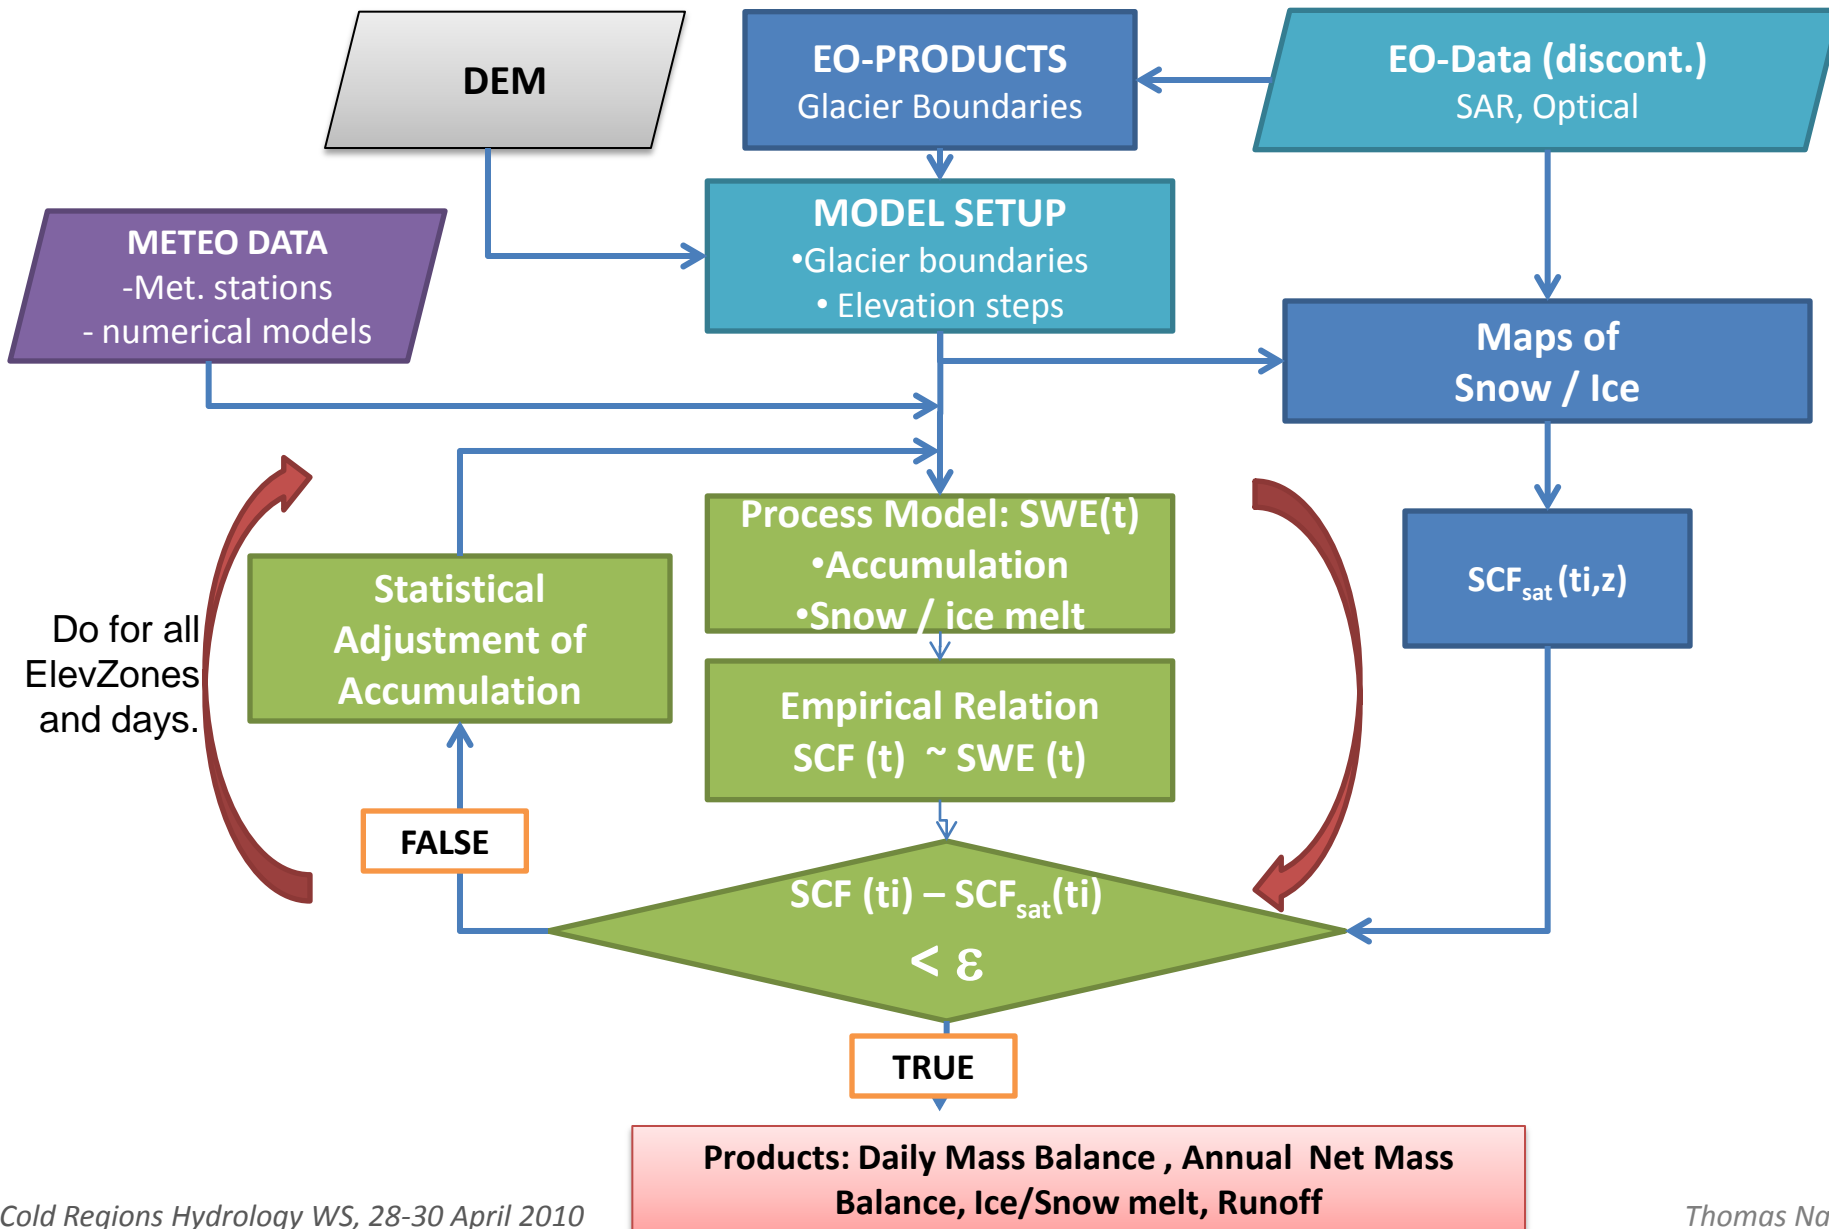 DEM
EO-PRODUCTS
Glacier Boundaries
EO-Data (discont.)
SAR, Optical
METEO DATA
-Met. stations
- numerical models
MODEL SETUP
•Glacier boundaries
• Elevation steps
Maps of
Snow / Ice
Process Model: SWE(t)
•Accumulation
•Snow / ice melt
Statistical
Adjustment of
Accumulation
SCFsat (ti,z)
Do for all
ElevZones
and days.
Empirical Relation
SCF (t) ~ SWE (t)
FALSE
SCF (ti) – SCFsat(ti)
< ε
TRUE
Products: Daily Mass Balance , Annual Net Mass
Balance, Ice/Snow melt, Runoff
Cold Regions Hydrology WS, 28-30 April 2010
Thomas